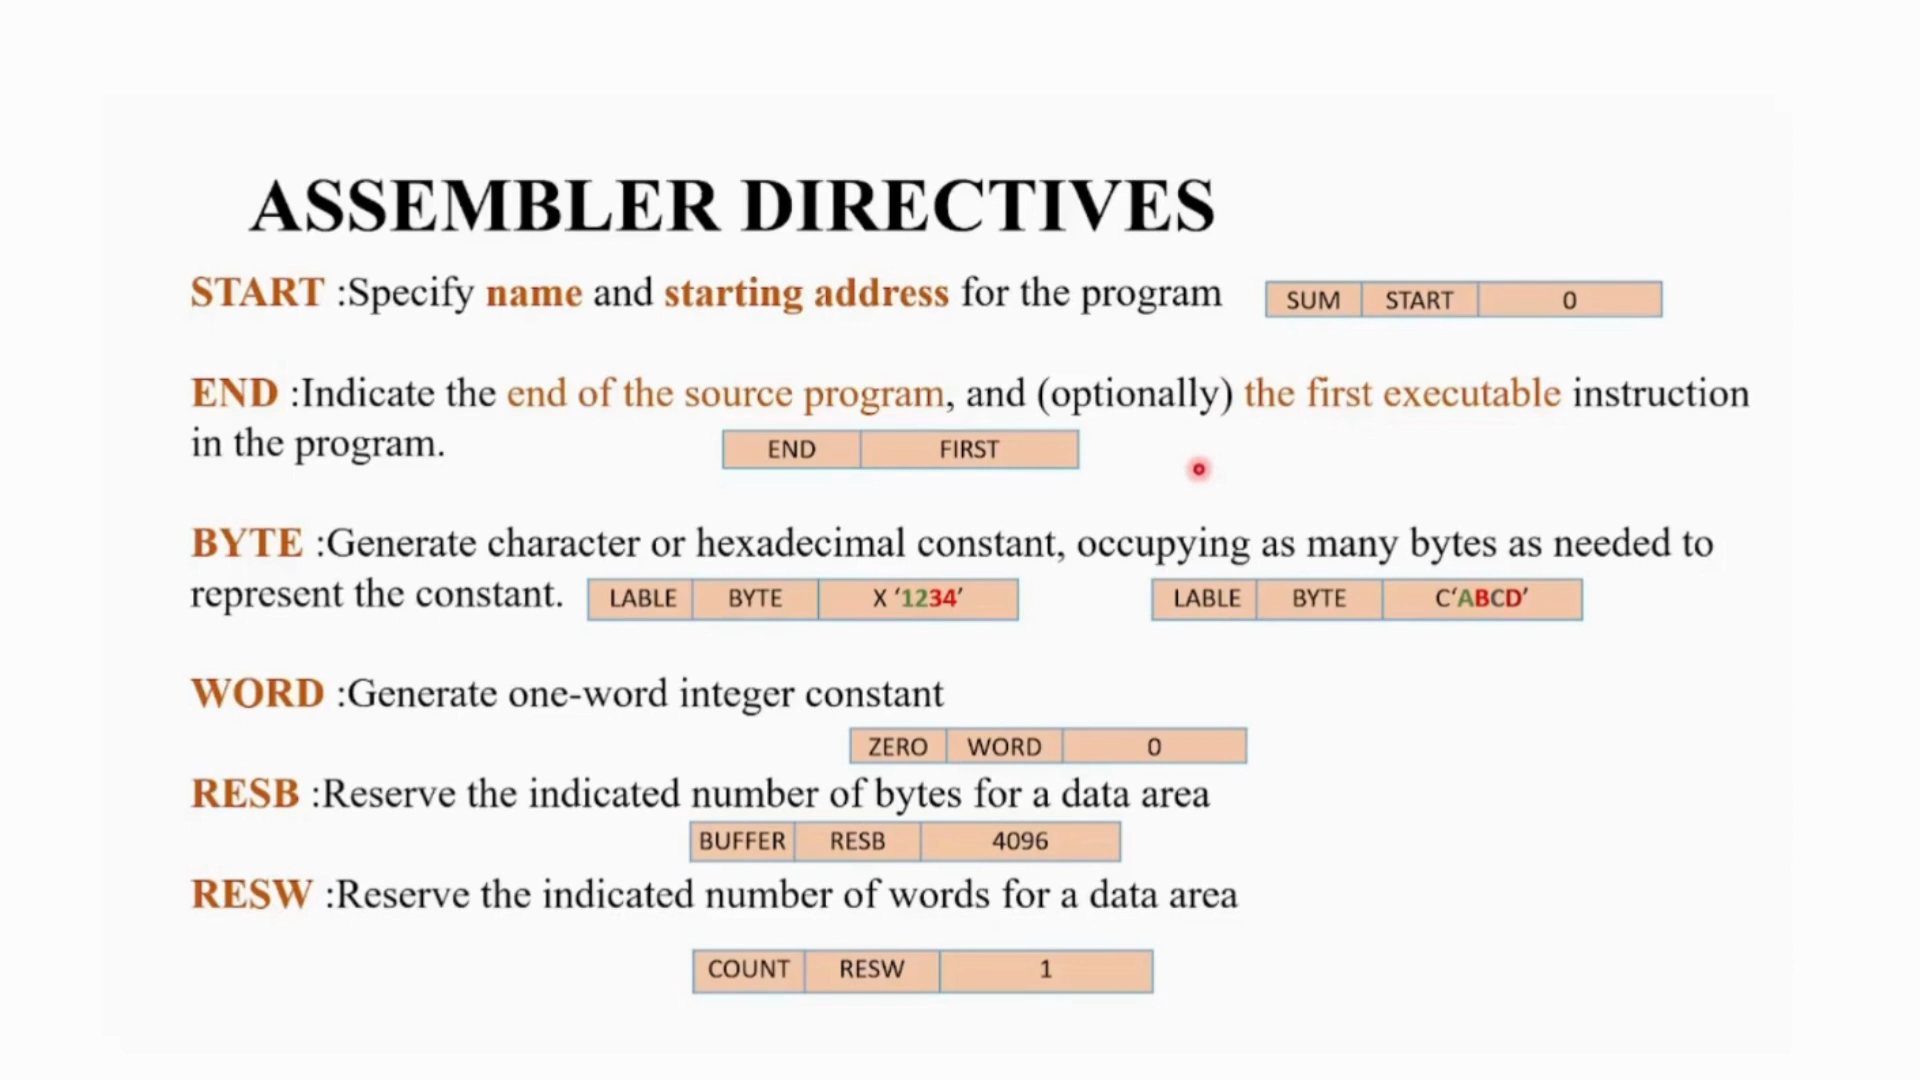 ASSEMBLER DIRECTIVES
START :Specify name and starting address for the program
SUM START 0
END :Indicate the end of the source program, and (optionally) the first executable instruction
in the program.
END FIRST
BYTE :Generate character or hexadecimal constant, occupying as many bytes as needed to
represent the constant.
LABLE BYTE X ‘1234’
LABLE BYTE C‘ABCD’
WORD :Generate one-word integer constant
ZERO WORD 0
RESB :Reserve the indicated number of bytes for a data area
BUFFER RESB 4096
RESW :Reserve the indicated number of words for a data area
COUNT RESW 1